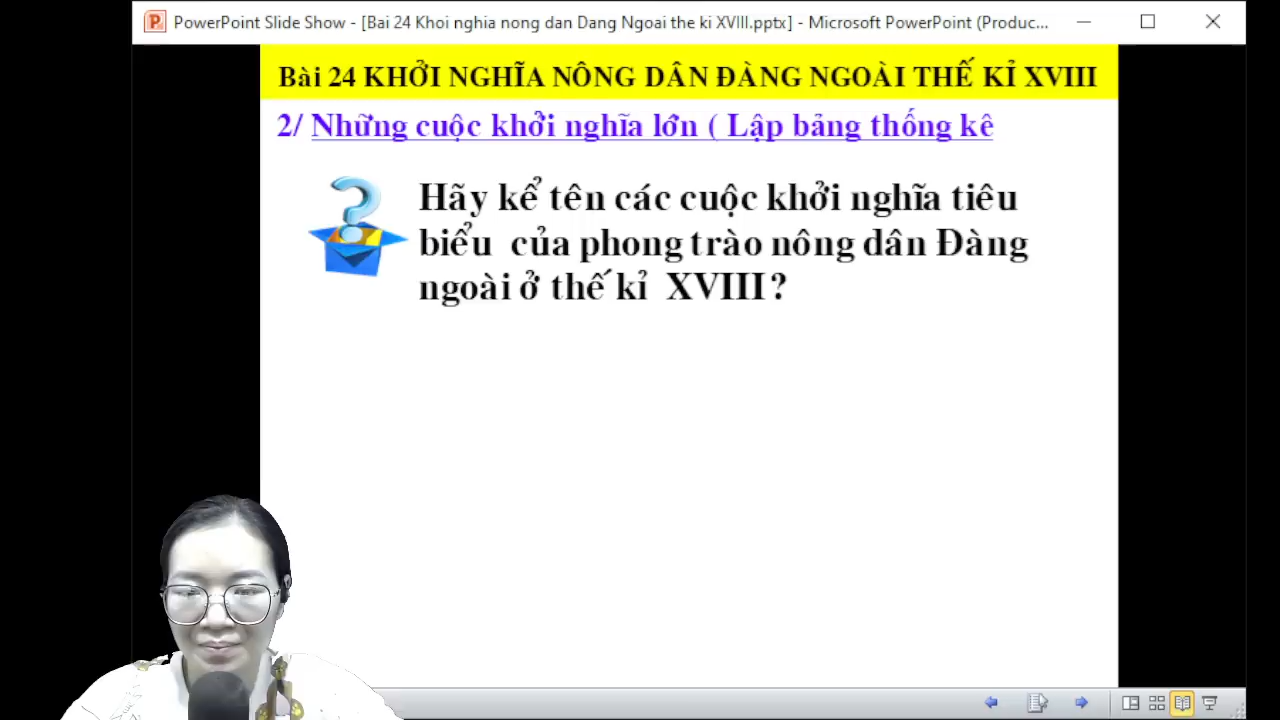 PowerPoint Slide Show - [Bai 24 Khoi nghia nong dan Dang Ngoai the ki XVIII.pptx] - Microsoft PowerPoint (Produc...
Bài 24 KHỞI NGHĨA NÔNG DÂN ĐÀNG NGOÀI THẾ KỈ XVIII
2/ Những cuộc khởi nghĩa lớn ( Lập bảng thống kê
Hãy kể tên các cuộc khởi nghĩa tiêu
biểu của phong trào nông dân Đàng
ngoài ở thế kỉ XVIII?